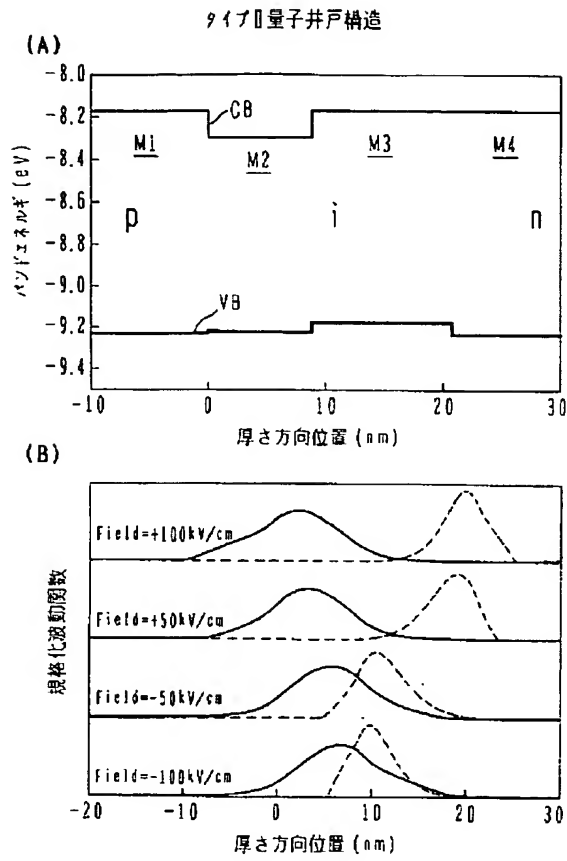 タイプⅡ量子井戸構造
(A)
バンドエネルギ(eV)
-8.0
-8.2
-8.4
-8.6
-8.8
-9.0
-9.2
-9.4
CB
M1
M2
M3
M4
p
i
n
VB
-10
0
10
20
30
厚さ方向位置(nm)
(B)
規格化波動関数
Field=+100kV/cm
Field=+50kV/cm
Field=-50kV/cm
Field=-100kV/cm
-20
-10
0
10
20
30
厚さ方向位置(nm)